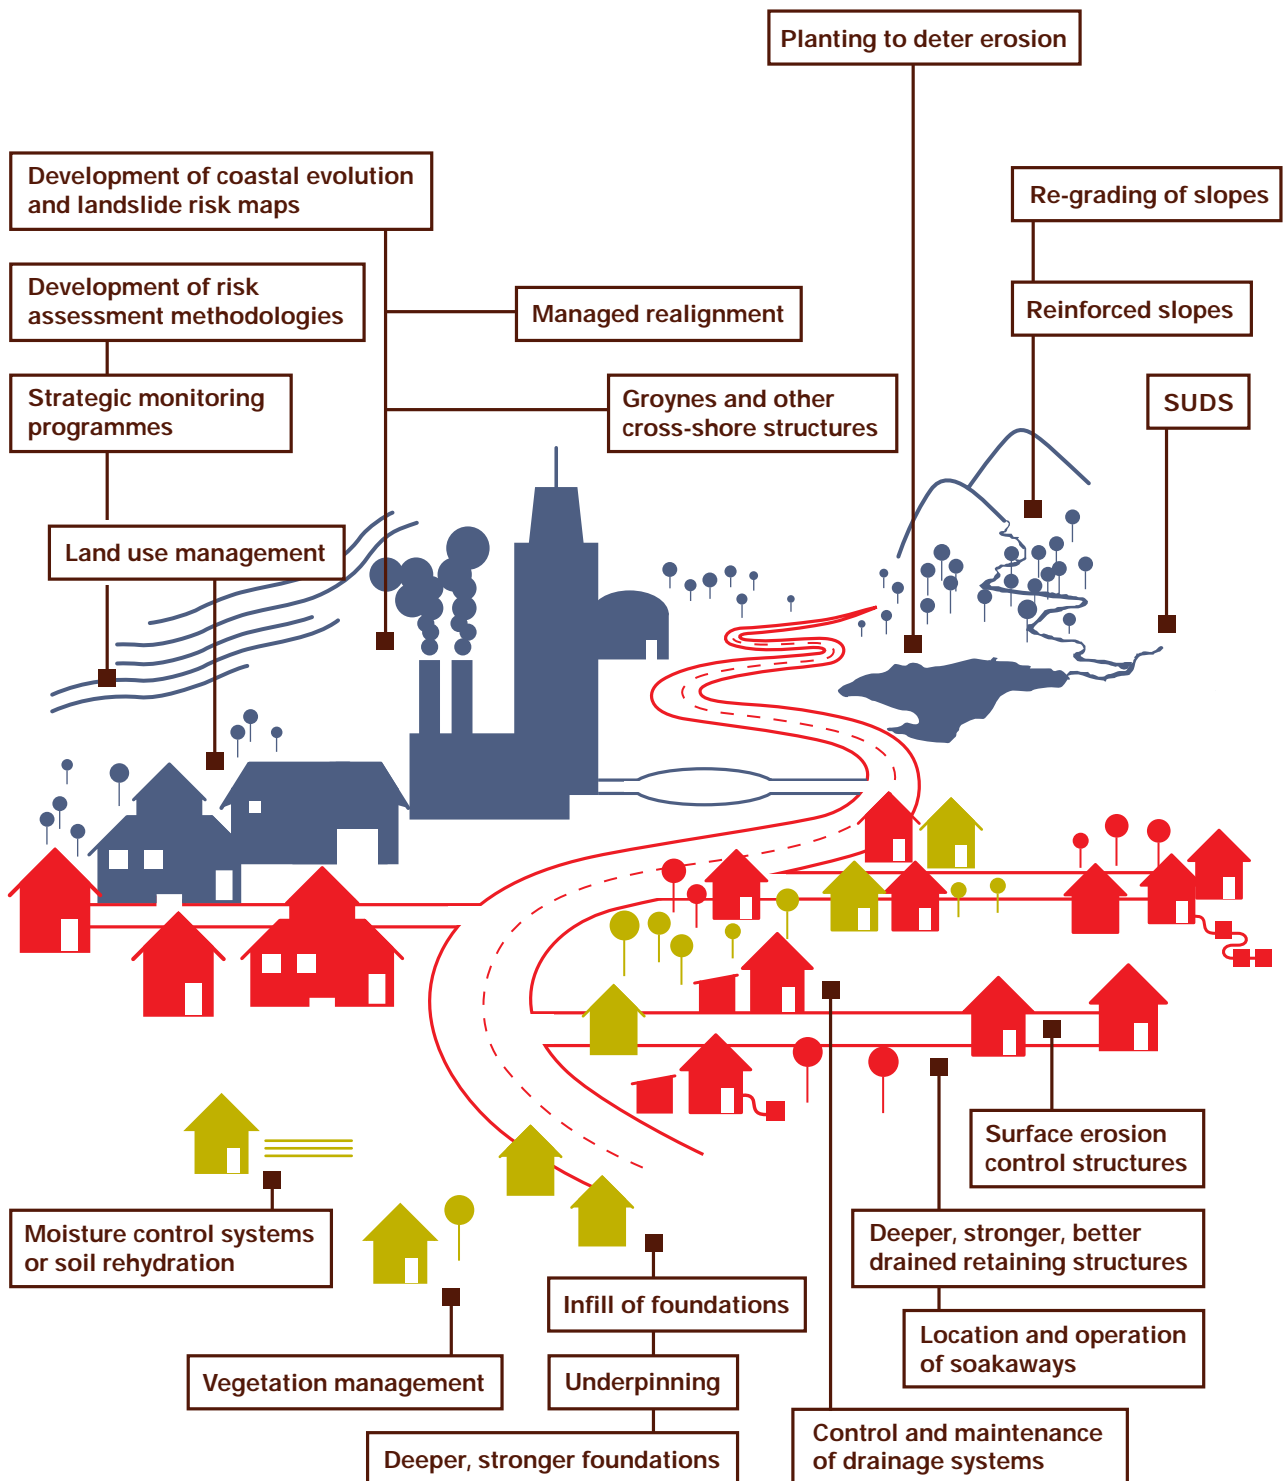 Planting to deter erosion
Development of coastal evolution
and landslide risk maps
Re-grading of slopes
Development of risk
assessment methodologies
Managed realignment
Reinforced slopes
Strategic monitoring
programmes
Groynes and other
cross-shore structures
SUDS
Land use management
Surface erosion
control structures
Moisture control systems
or soil rehydration
Deeper, stronger, better
drained retaining structures
Infill of foundations
Location and operation
of soakaways
Vegetation management
Underpinning
Deeper, stronger foundations
Control and maintenance
of drainage systems